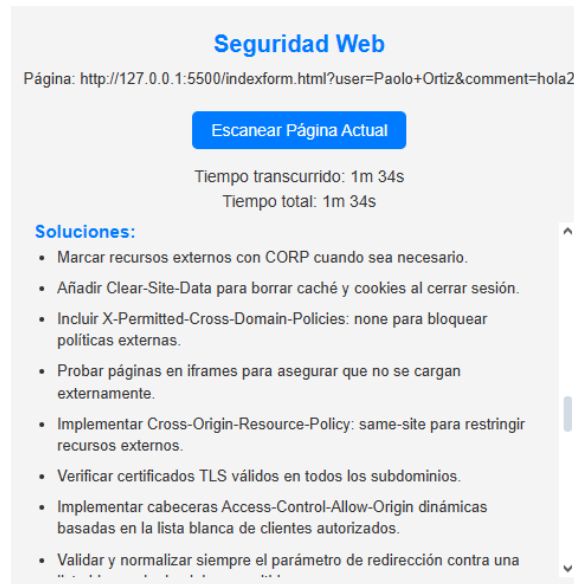 Seguridad Web
Página: http://127.0.0.1:5500/indexform.html?user=Paolo+Ortiz&comment=hola2
Escanear Página Actual
Tiempo transcurrido: 1m 34s
Tiempo total: 1m 34s
Soluciones:
• Marcar recursos externos con CORP cuando sea necesario.
• Añadir Clear-Site-Data para borrar caché y cookies al cerrar sesión.
• Incluir X-Permitted-Cross-Domain-Policies: none para bloquear
políticas externas.
• Probar páginas en iframes para asegurar que no se cargan
externamente.
• Implementar Cross-Origin-Resource-Policy: same-site para restringir
recursos externos.
• Verificar certificados TLS válidos en todos los subdominios.
• Implementar cabeceras Access-Control-Allow-Origin dinámicas
basadas en la lista blanca de clientes autorizados.
• Validar y normalizar siempre el parámetro de redirección contra una